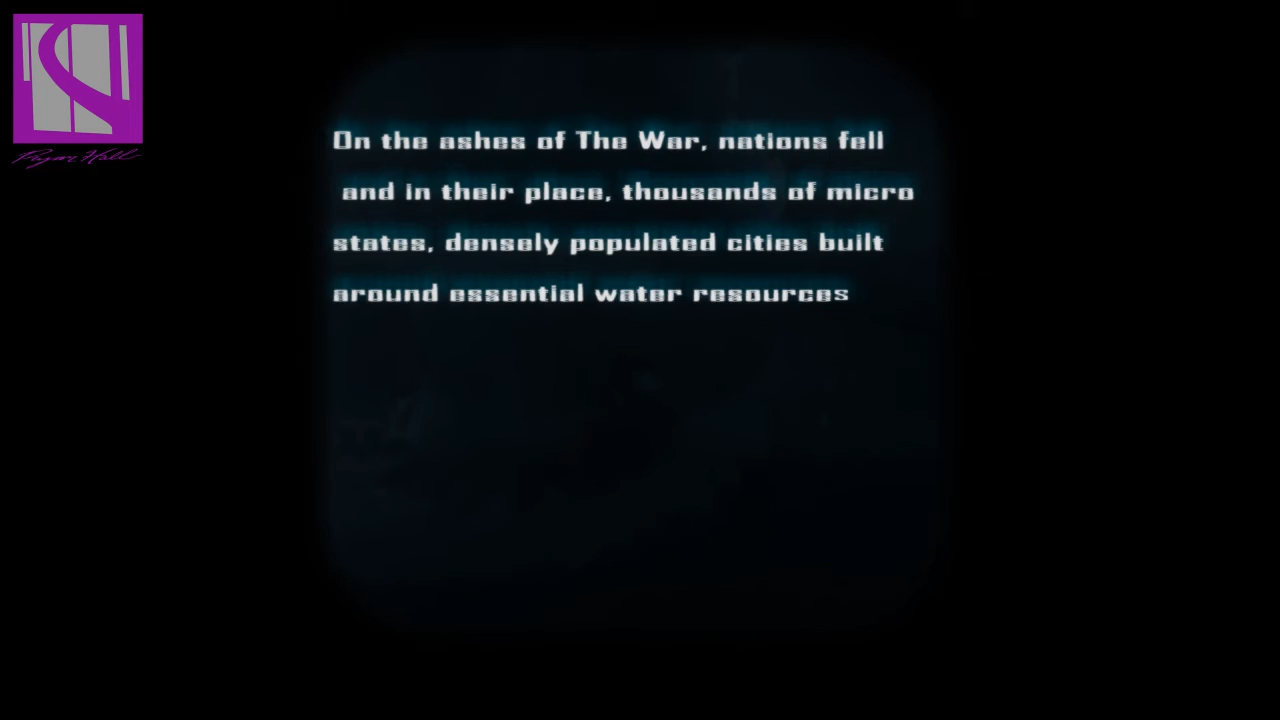 On the ashes of The War, nations fell
and in their place, thousands of micro
states, densely populated cities built
around essential water resources